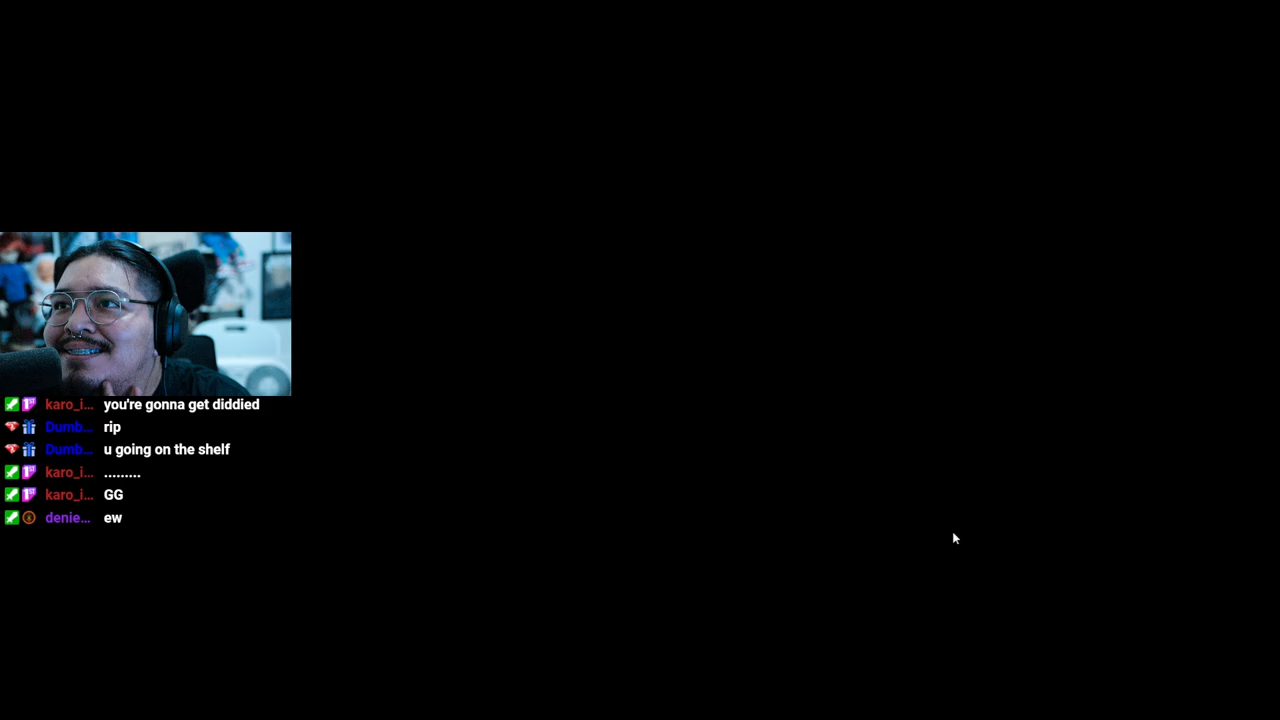 karo_i... you're gonna get diddied
Dumb... rip
Dumb... u going on the shelf
karo_i... .........
karo_i... GG
denie... ew